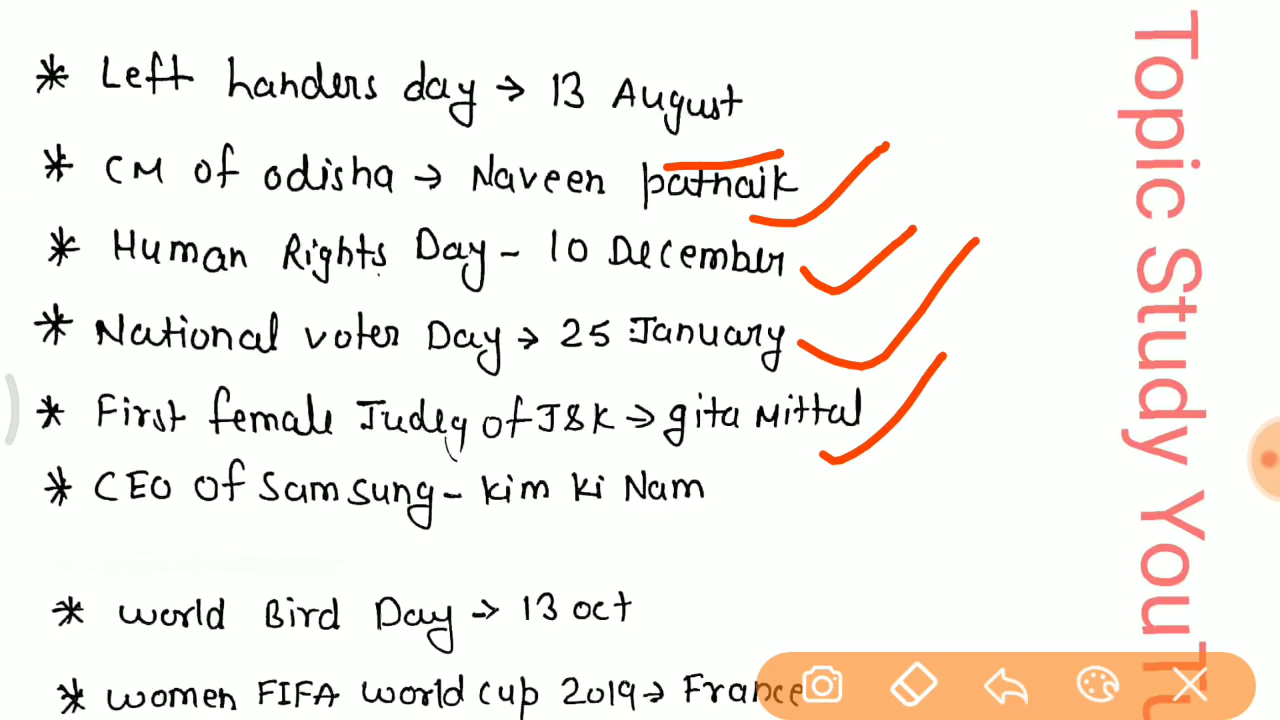 * Left handers day → 13 August
* CM of odisha → Naveen patnaik
* Human Rights Day - 10 December
* National voter Day → 25 January
* First female Judeg of J&K → gita Mittal
* CEO of Samsung - Kim Ki Nam
* world Bird Day → 13 oct
* women FIFA world cup 2019 → France
Topic Study YouTu